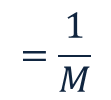 = 1/M